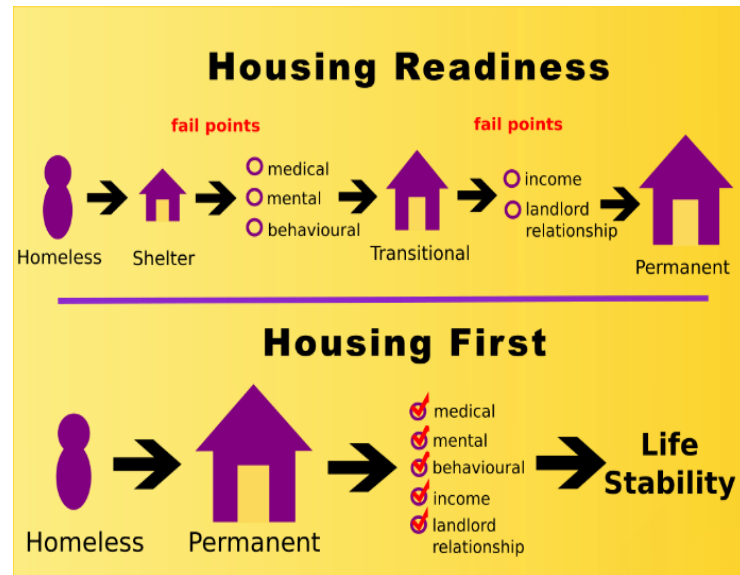 Housing Readiness
fail points
fail points
medical
mental
behavioural
income
landlord
relationship
Homeless
Shelter
Transitional
Permanent
Housing First
medical
mental
behavioural
income
landlord
relationship
Life
Stability
Homeless
Permanent